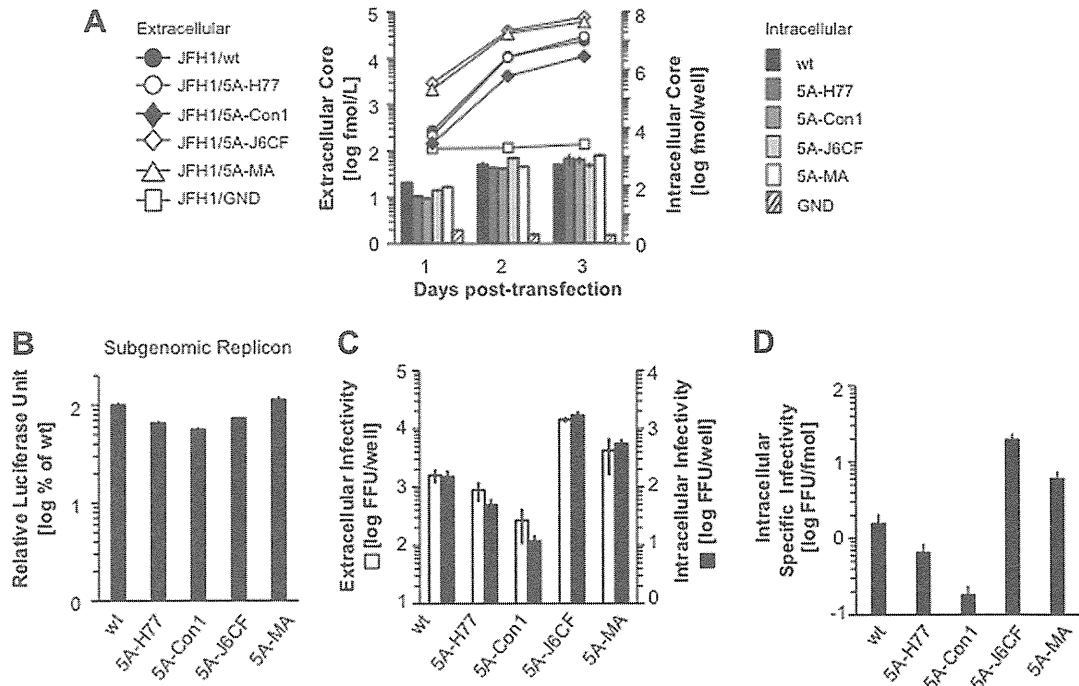 A
Extracellular
JFH1/wt
JFH1/5A-H77
JFH1/5A-Con1
JFH1/5A-J6CF
JFH1/5A-MA
JFH1/GND
Extracellular Core
[log fmol/L]
5
4
3
2
1
0
8
6
4
2
0
Intracellular Core
[log fmol/well]
1 2 3
Days post-transfection
Intracellular
wt
5A-H77
5A-Con1
5A-J6CF
5A-MA
GND
B
Subgenomic Replicon
Relative Luciferase Unit
[log % of wt]
2
1
0
wt 5A-H77 5A-Con1 5A-J6CF 5A-MA
C
Extracellular Infectivity
[log FFU/well]
5
4
3
2
1
4
3
2
1
0
Intracellular Infectivity
[log FFU/well]
wt 5A-H77 5A-Con1 5A-J6CF 5A-MA
D
Intracellular
Specific Infectivity
[log FFU/fmol]
2
1
0
-1
wt 5A-H77 5A-Con1 5A-J6CF 5A-MA